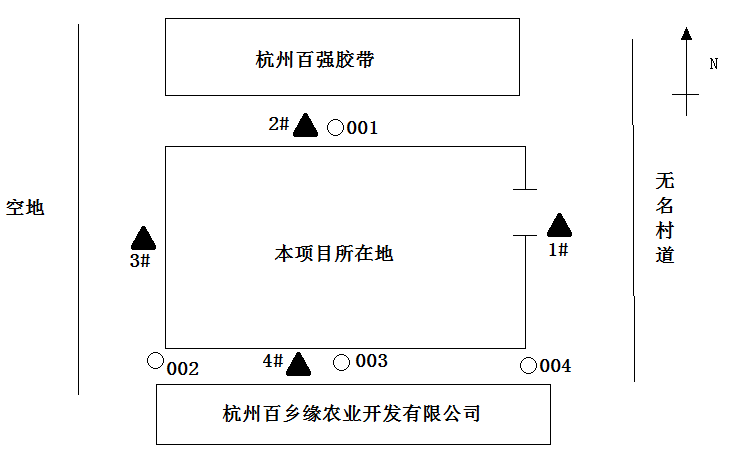 杭州百强胶带
N
2#
001
无名村道
空地
1#
3#
本项目所在地
002
4#
003
004
杭州百乡缘农业开发有限公司